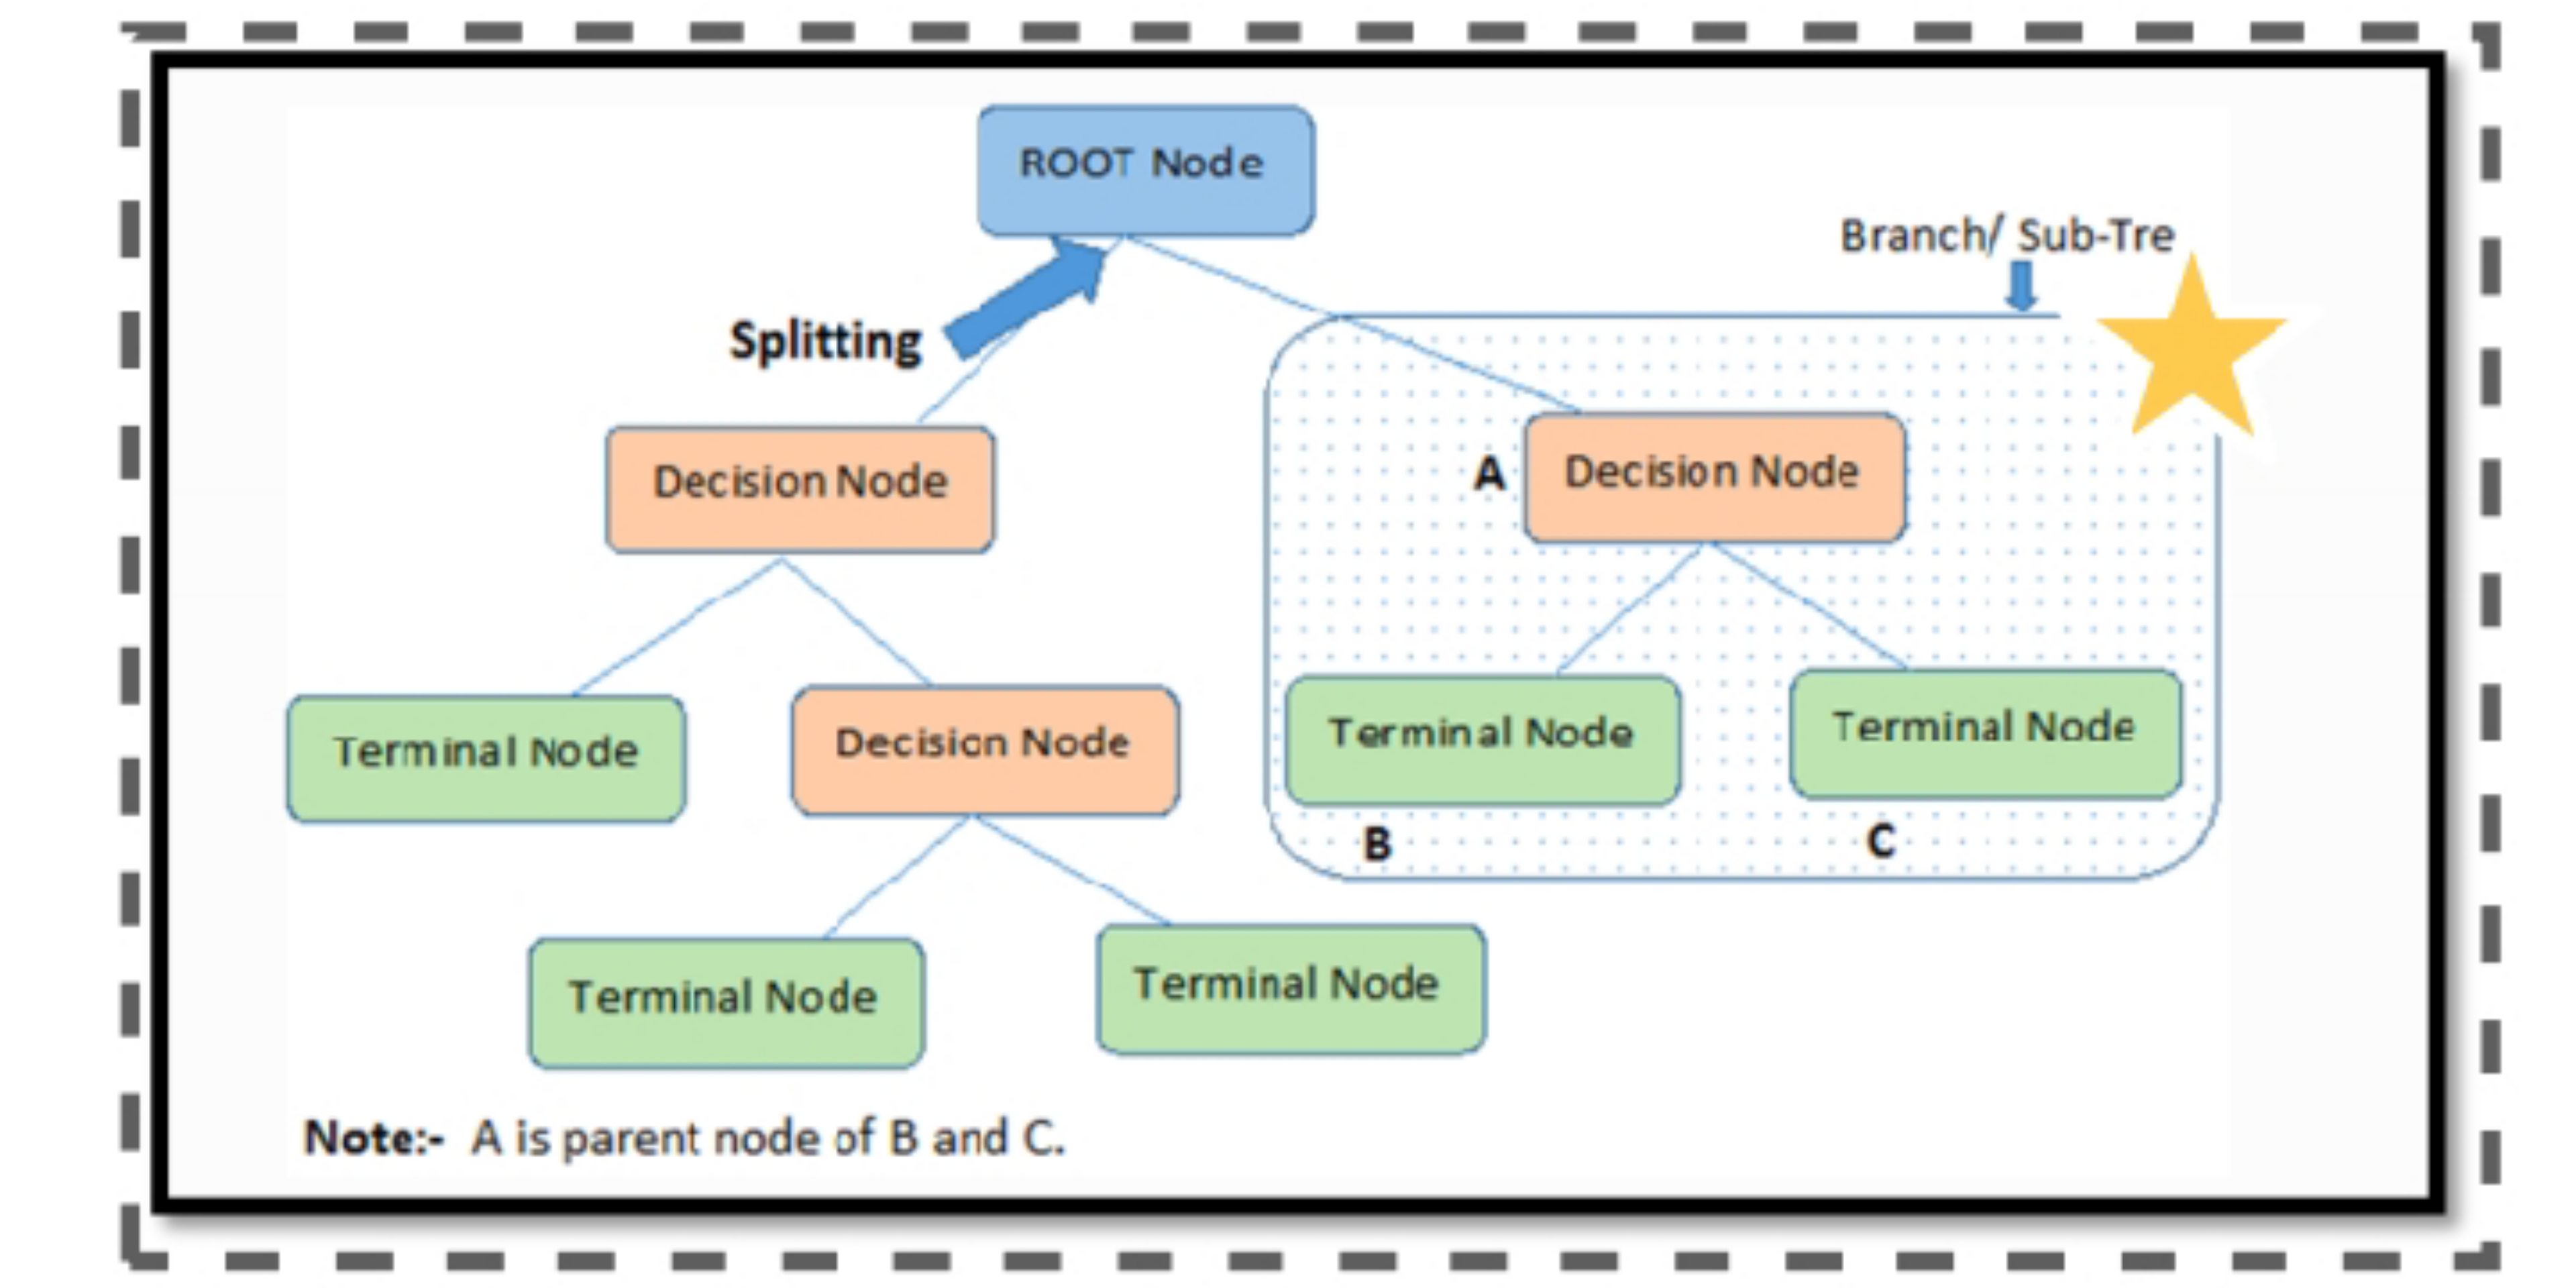 ROOT Node
Branch/ Sub-Tre
Splitting
Decision Node
A Decision Node
Terminal Node
Decision Node
Terminal Node
Terminal Node
B
C
Terminal Node
Terminal Node
Note:- A is parent node of B and C.